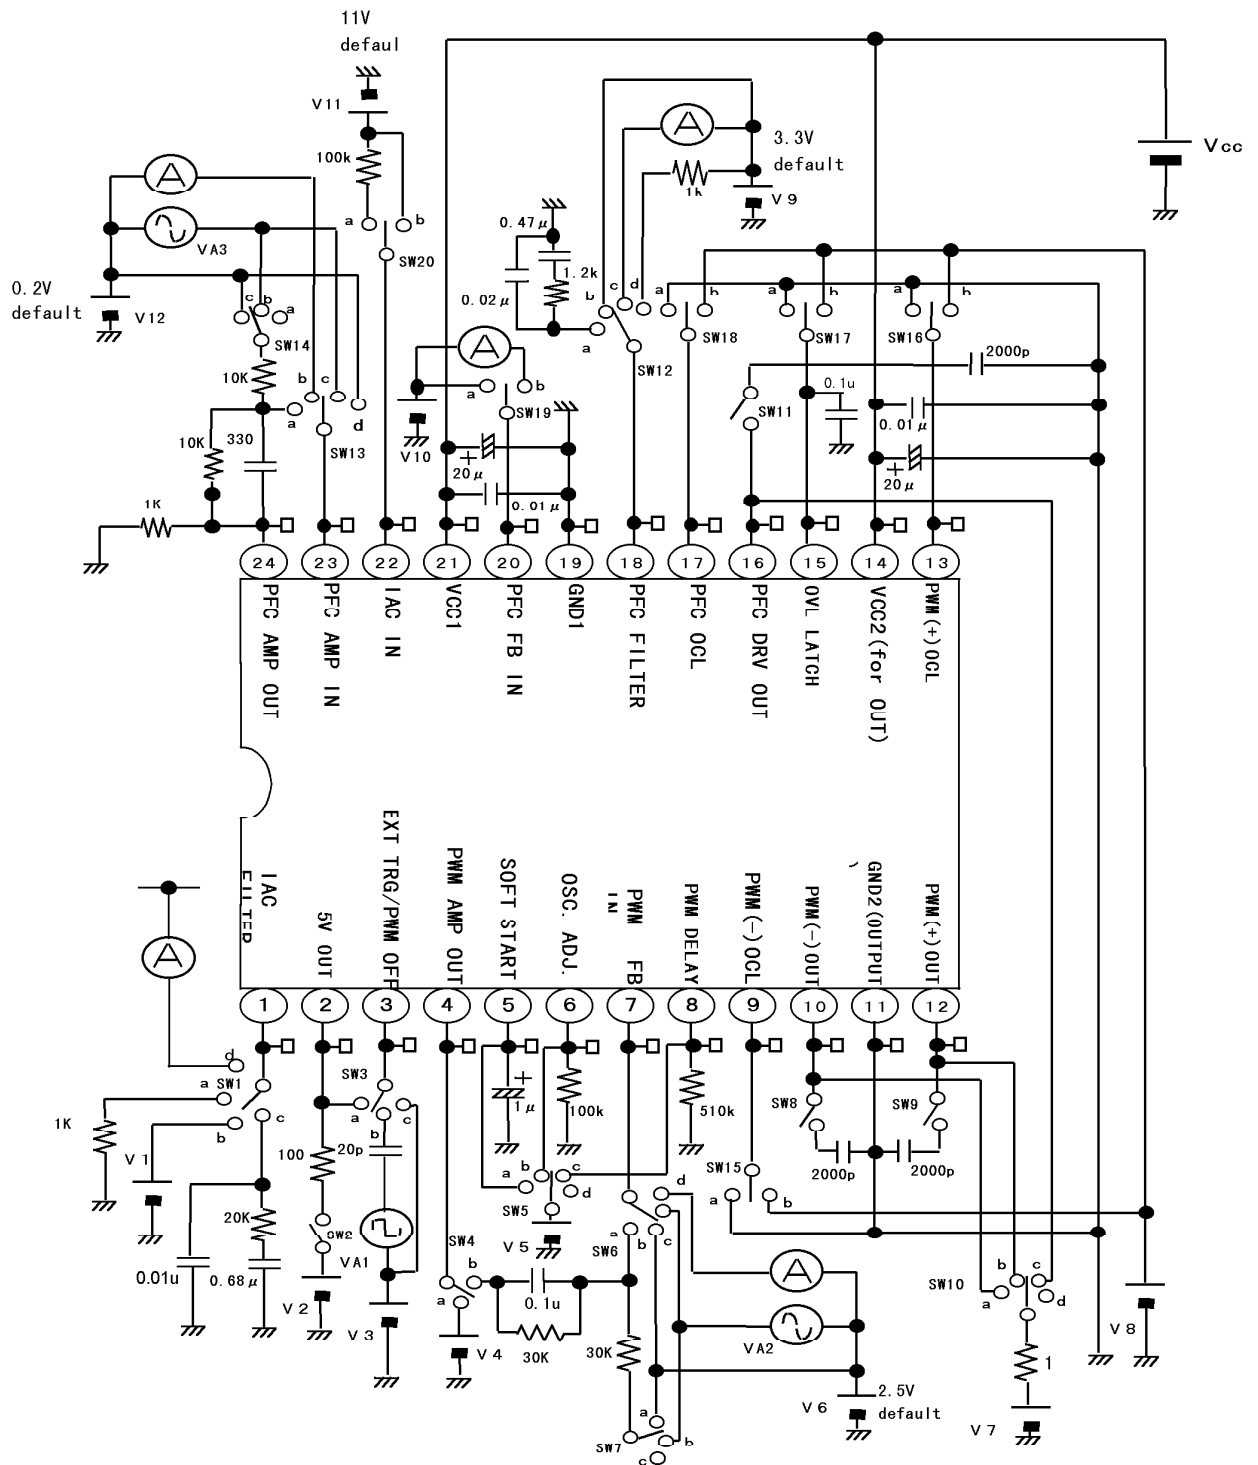 11V
defaul
V11
100k
a
b
SW20
A
VA3
0.2V
default
V12
c
b
a
SW14
10K
b
c
a
d
SW13
10K
330
1K
A
a
b
SW19
V10
20μ
0.01μ
0.47μ
1.2k
0.02μ
b
c
d
a
SW12
A
1k
3.3V
default
V9
a
b
SW18
a
b
SW17
a
b
SW16
SW11
2000p
0.1u
0.01μ
20μ
Vcc
24
23
22
21
20
19
18
17
16
15
14
13
PFC AMP OUT
PFC AMP IN
IAC IN
VCC1
PFC FB IN
GND1
PFC FILTER
PFC OCL
PFC DRV OUT
OVL LATCH
VCC2(for OUT)
PWM(+)OCL
IAC
FILTER
5V OUT
EXT TRG/PWM OFF
PWM AMP OUT
SOFT START
OSC. ADJ.
PWM FB
IN
PWM DELAY
PWM(-)OCL
PWM(-)OUT
GND2(OUTPUT
)
PWM(+)OUT
1
2
3
4
5
6
7
8
9
10
11
12
A
d
a
SW1
b
c
1K
V1
0.01u
20K
0.68μ
100
SW2
V2
SW3
a
b
c
20p
VA1
V3
SW4
b
a
V4
0.1u
30K
1μ
100k
a
b
c
d
SW5
V5
510k
d
a
b
c
SW6
30K
a
b
c
SW7
A
VA2
V6
2.5V
default
SW15
a
b
SW8
SW9
2000p
2000p
SW10
a
b
c
d
1
V7
V8